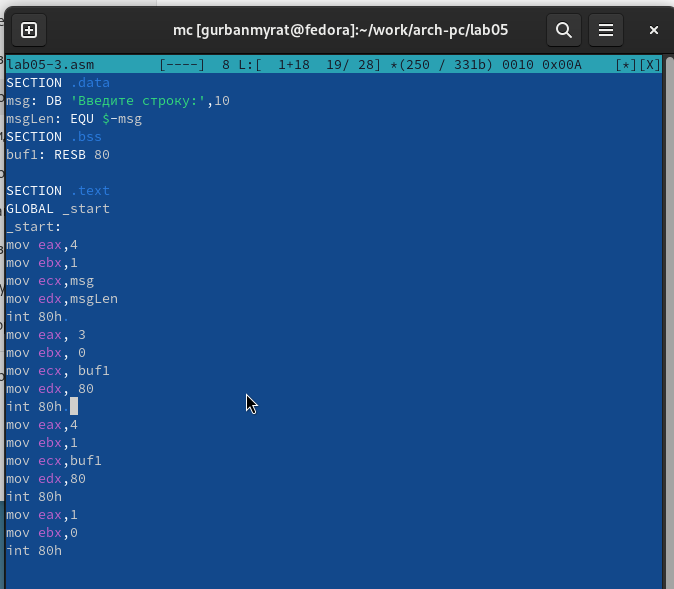 mc [gurbanmyrat@fedora]:~/work/arch-pc/lab05
lab05-3.asm [----] 8 L:[ 1+18 19/ 28] *(250 / 331b) 0010 0x00A [*][X]
SECTION .data
msg: DB 'Введите строку:',10
msgLen: EQU $-msg
SECTION .bss
buf1: RESB 80
SECTION .text
GLOBAL _start
_start:
mov eax,4
mov ebx,1
mov ecx,msg
mov edx,msgLen
int 80h.
mov eax, 3
mov ebx, 0
mov ecx, buf1
mov edx, 80
int 80h.
mov eax,4
mov ebx,1
mov ecx,buf1
mov edx,80
int 80h
mov eax,1
mov ebx,0
int 80h